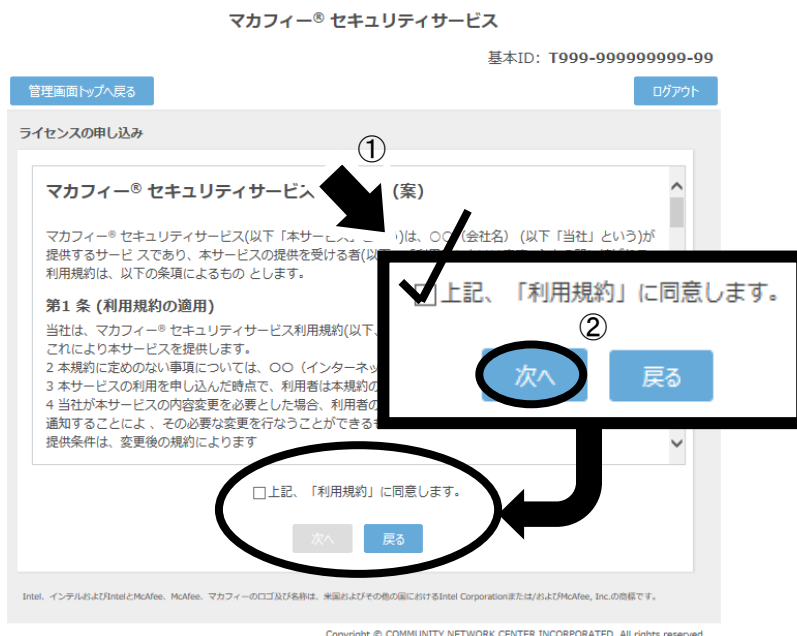 マカフィー® セキュリティサービス
基本ID: T999-999999999-99
管理画面トップへ戻る
ログアウト
ライセンスの申し込み
①
マカフィー® セキュリティサービス (案)
マカフィー® セキュリティサービス(以下「本サービス」という)は、〇〇(会社名) (以下「当社」という)が
提供するサービ スであり、本サービスの提供を受ける者(以
利用規約は、以下の条項によるもの とします。
第1 条 (利用規約の適用)
当社は、マカフィー® セキュリティサービス利用規約(以下、
これにより本サービスを提供します。
2 本規約に定めのない事項については、〇〇（インターネッ
3 本サービスの利用を申し込んだ時点で、利用者は本規約の
4 当社が本サービスの内容変更を必要とした場合、利用者の
通知することによ 、その必要な変更を行なうことができる
提供条件は、変更後の規約によります
上記、「利用規約」に同意します。
②
次へ 戻る
上記、「利用規約」に同意します。
次へ 戻る
Intel、インテルおよびIntelとMcAfee、McAfee、マカフィーのロゴ及び名称は、米国およびその他の国におけるIntel Corporationまたは/およびMcAfee, Inc.の商標です。
Copyright © COMMUNITY NETWORK CENTER INCORPORATED. All rights reserved